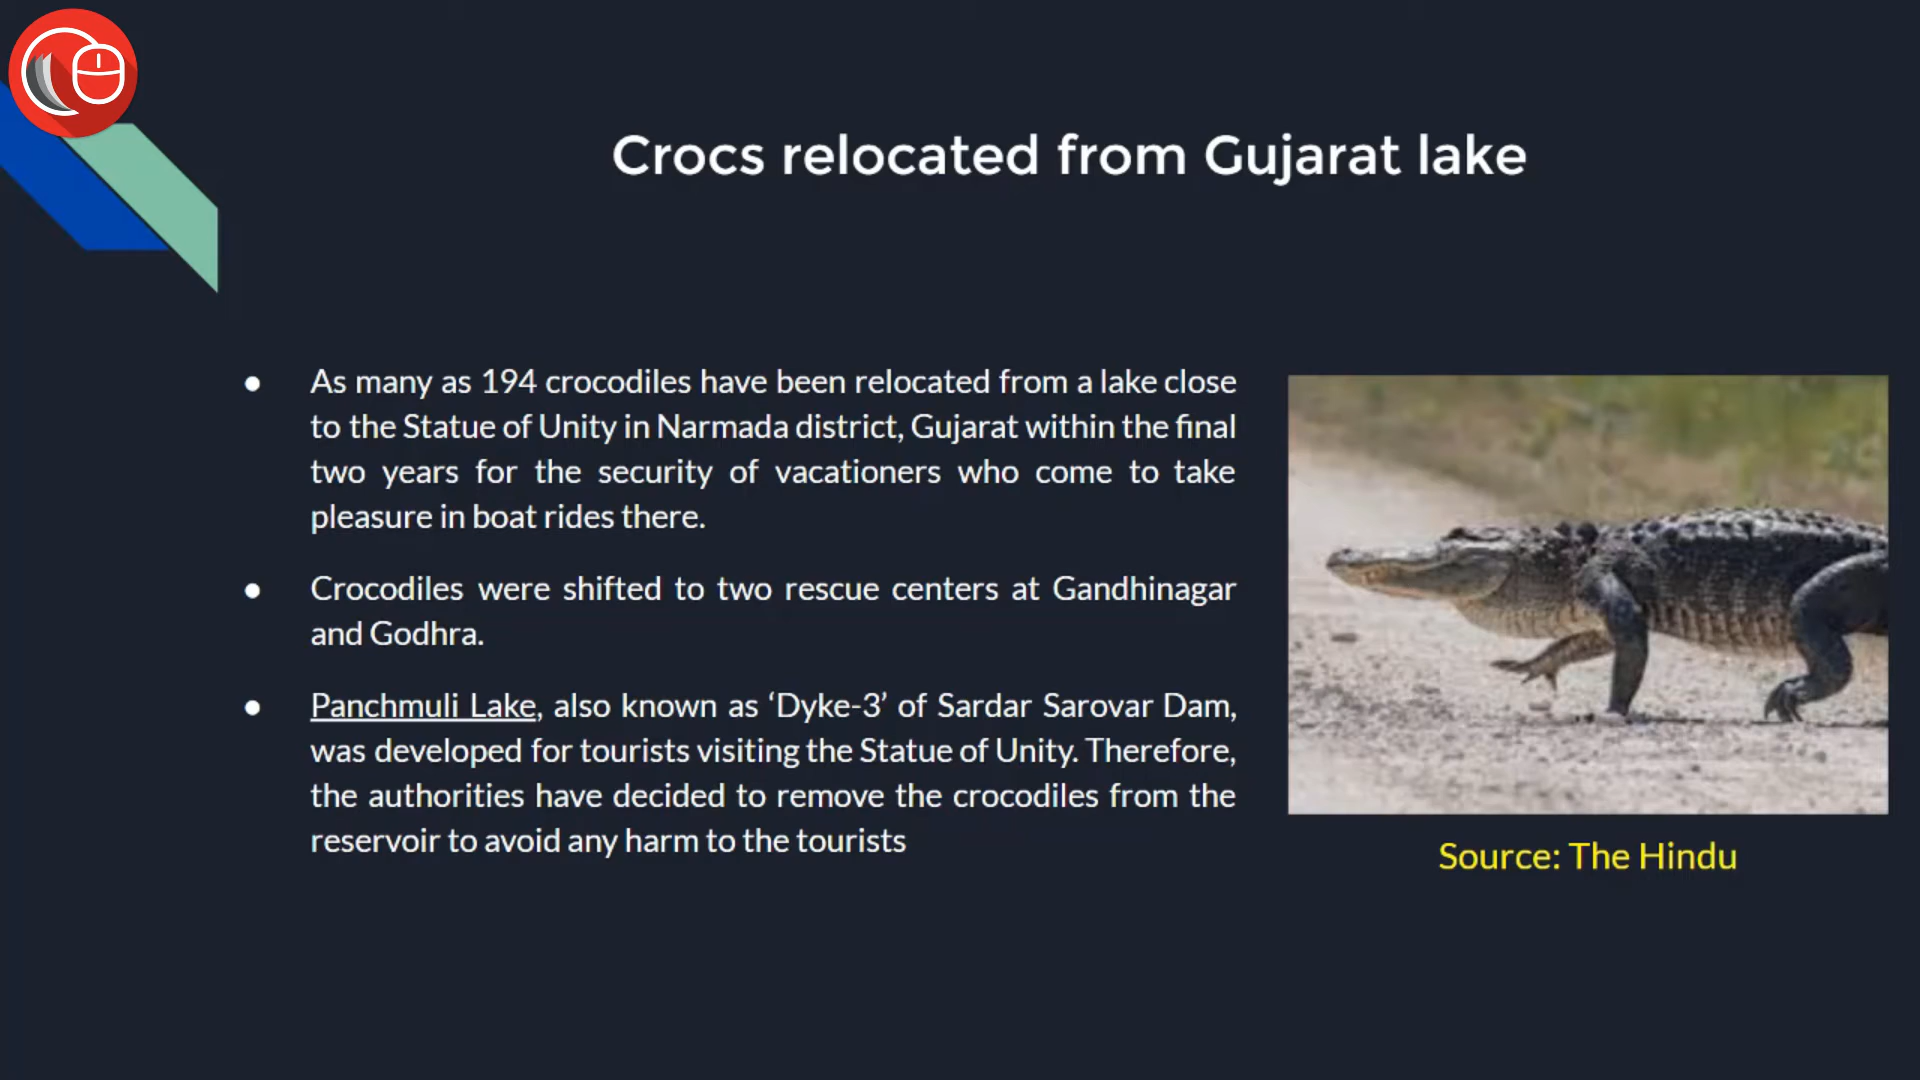 Crocs relocated from Gujarat lake
As many as 194 crocodiles have been relocated from a lake close
to the Statue of Unity in Narmada district, Gujarat within the final
two years for the security of vacationers who come to take
pleasure in boat rides there.
Crocodiles were shifted to two rescue centers at Gandhinagar
and Godhra.
Panchmuli Lake, also known as ‘Dyke-3’ of Sardar Sarovar Dam,
was developed for tourists visiting the Statue of Unity. Therefore,
the authorities have decided to remove the crocodiles from the
reservoir to avoid any harm to the tourists
Source: The Hindu